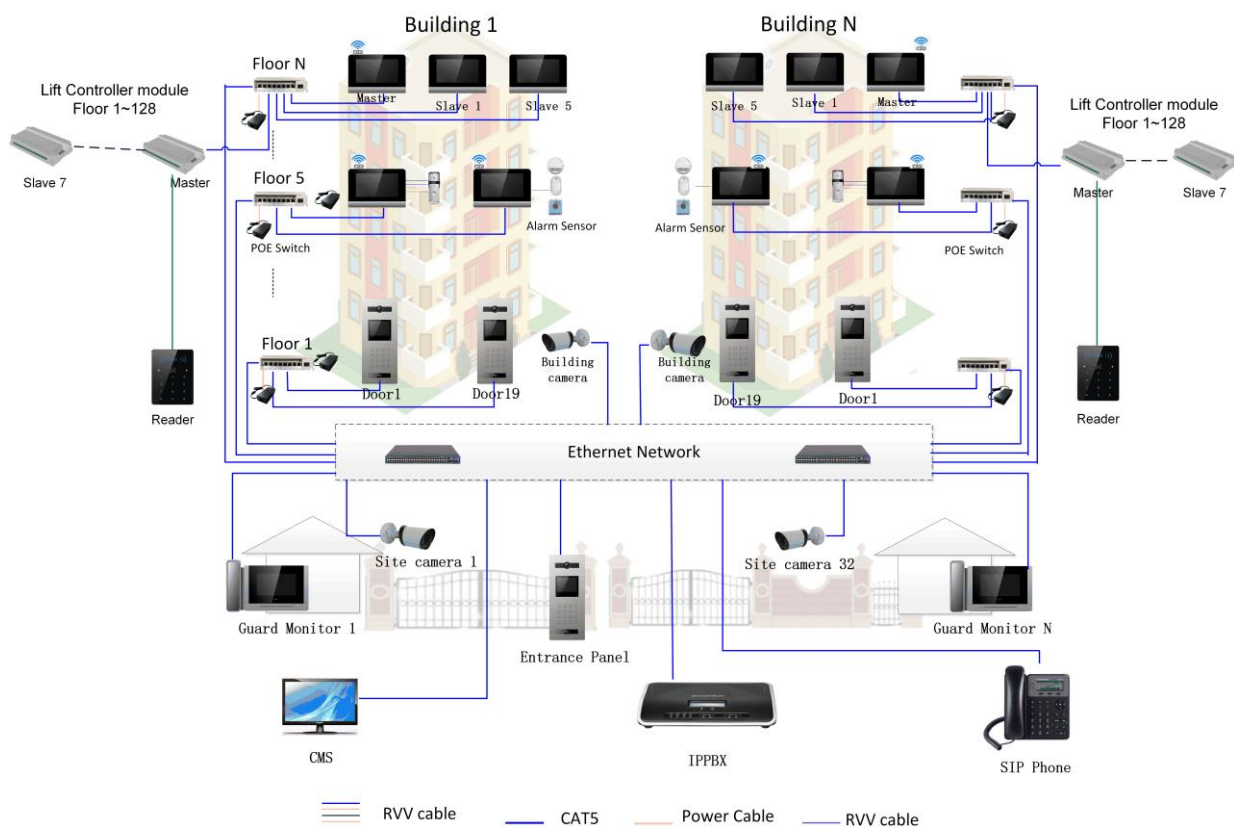 Building 1
Building N
Floor N
Master
Slave 1
Slave 5
Slave 5
Slave 1
Master
Lift Controller module
Floor 1~128
Lift Controller module
Floor 1~128
Slave 7
Master
Master
Slave 7
Floor 5
POE Switch
Alarm Sensor
Alarm Sensor
POE Switch
Floor 1
Building
camera
Building
camera
Door1
Door19
Door19
Door1
Reader
Reader
Ethernet Network
Site camera 1
Site camera 32
Guard Monitor 1
Entrance Panel
Guard Monitor N
CMS
IPPBX
SIP Phone
RVV cable
CAT5
Power Cable
RVV cable